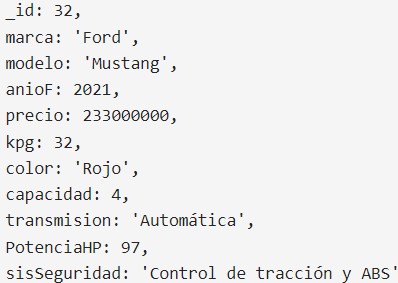 _id: 32,
marca: 'Ford',
modelo: 'Mustang',
anioF: 2021,
precio: 233000000,
kpg: 32,
color: 'Rojo',
capacidad: 4,
transmision: 'Automática',
PotenciaHP: 97,
sisSeguridad: 'Control de tracción y ABS'